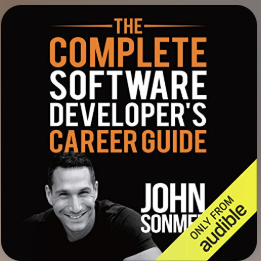 THE
COMPLETE
SOFTWARE
DEVELOPER'S
CAREER GUIDE
JOHN
SONME
ONLY FROM
audible